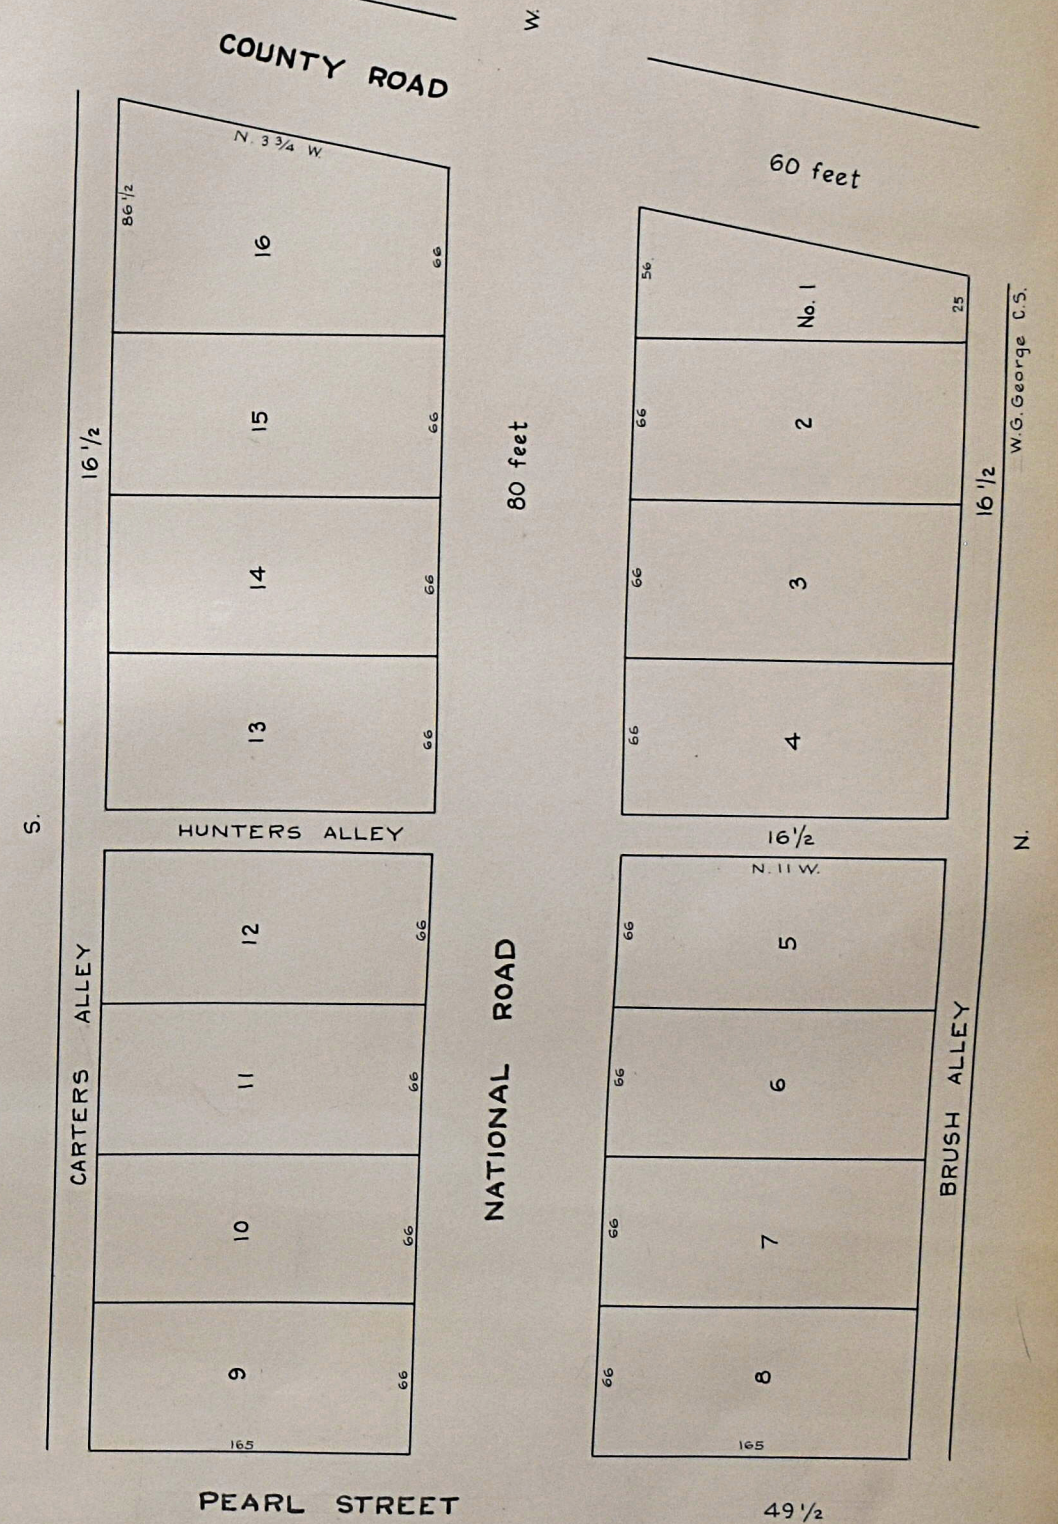 W.
COUNTY ROAD
N. 3 3/4 W.
60 feet
86 1/2
16
66
56.
No. 1
25
W.G. George C.S.
15
66
66
2
16 1/2
80 feet
16 1/2
14
66
66
3
13
66
66
4
S.
HUNTERS ALLEY
16 1/2
N.
N. 11 W.
12
66
66
5
CARTERS ALLEY
NATIONAL ROAD
BRUSH ALLEY
11
66
66
6
10
66
66
7
9
66
66
8
165
165
PEARL STREET
49 1/2